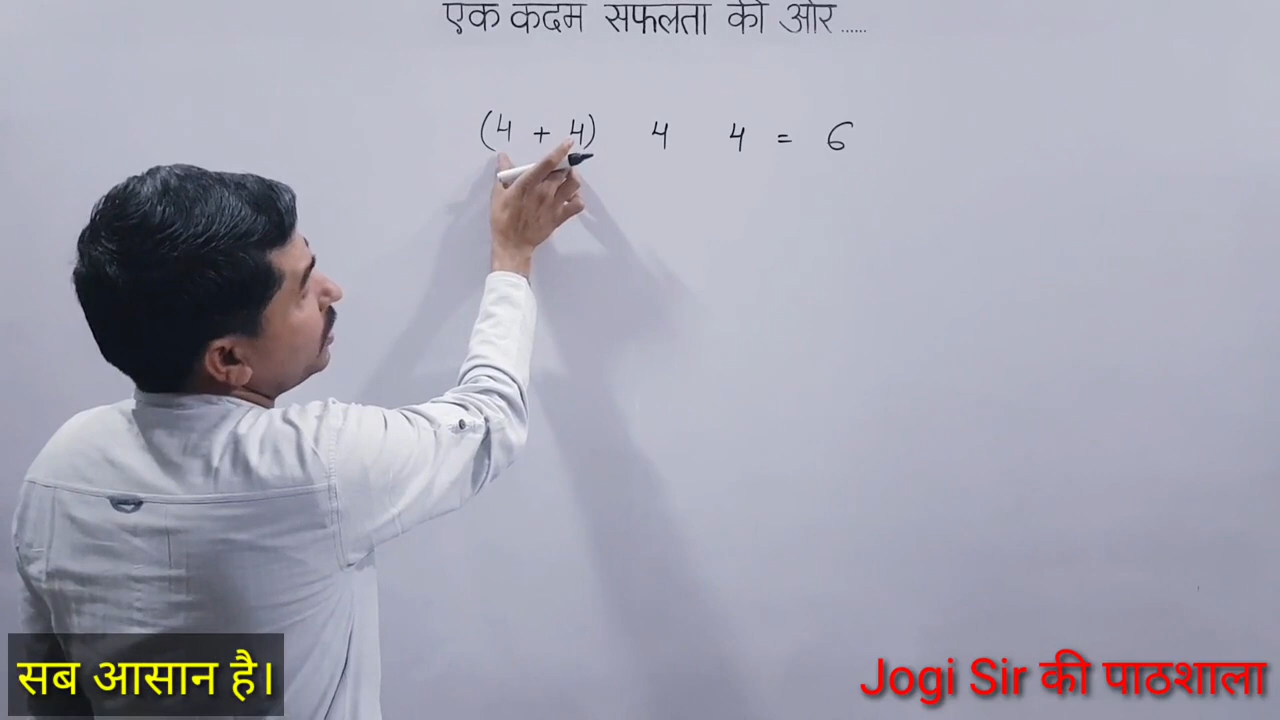 एक कदम सफलता की ओर ......
(4 + 4) 4 4 = 6
सब आसान है।
Jogi Sir की पाठशाला